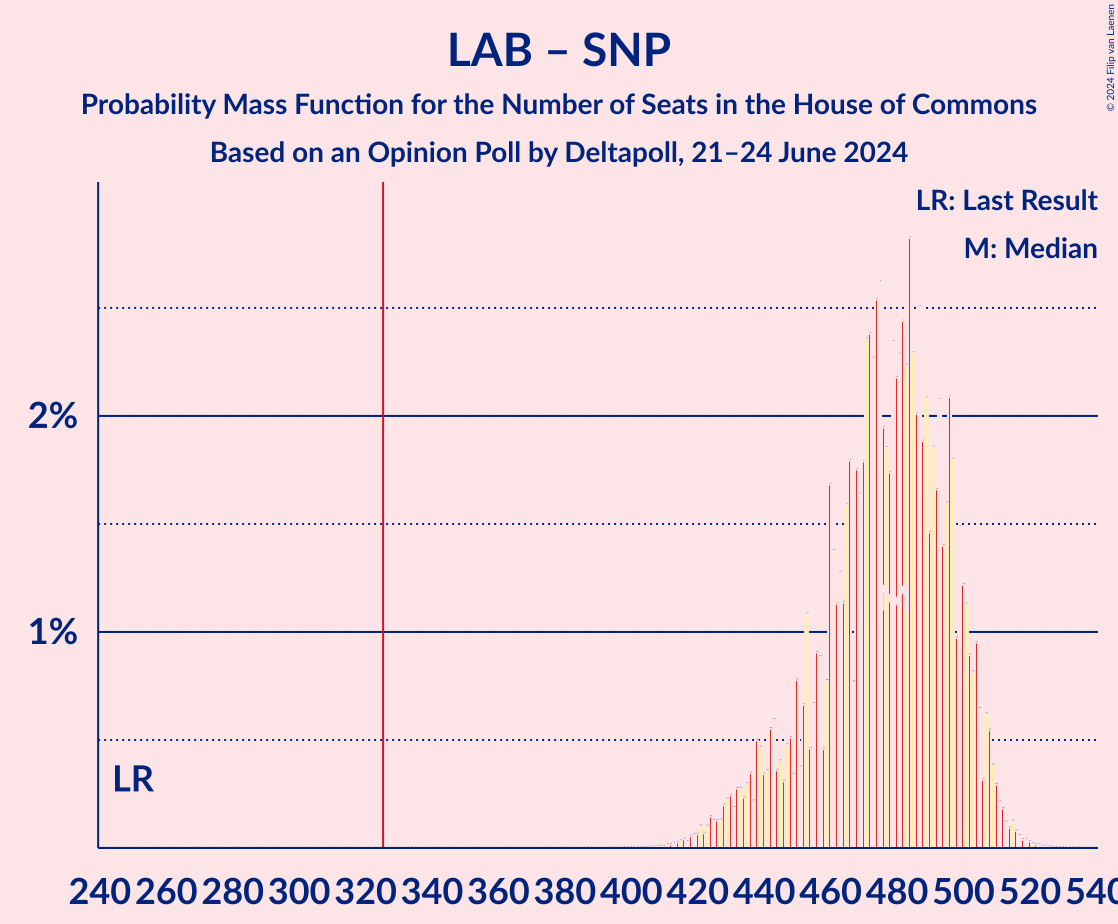 LAB – SNP
Probability Mass Function for the Number of Seats in the House of Commons
Based on an Opinion Poll by Deltapoll, 21–24 June 2024
© 2024 Filip van Laenen
LR: Last Result
M: Median
2%
1%
LR
240 260 280 300 320 340 360 380 400 420 440 460 480 500 520 540